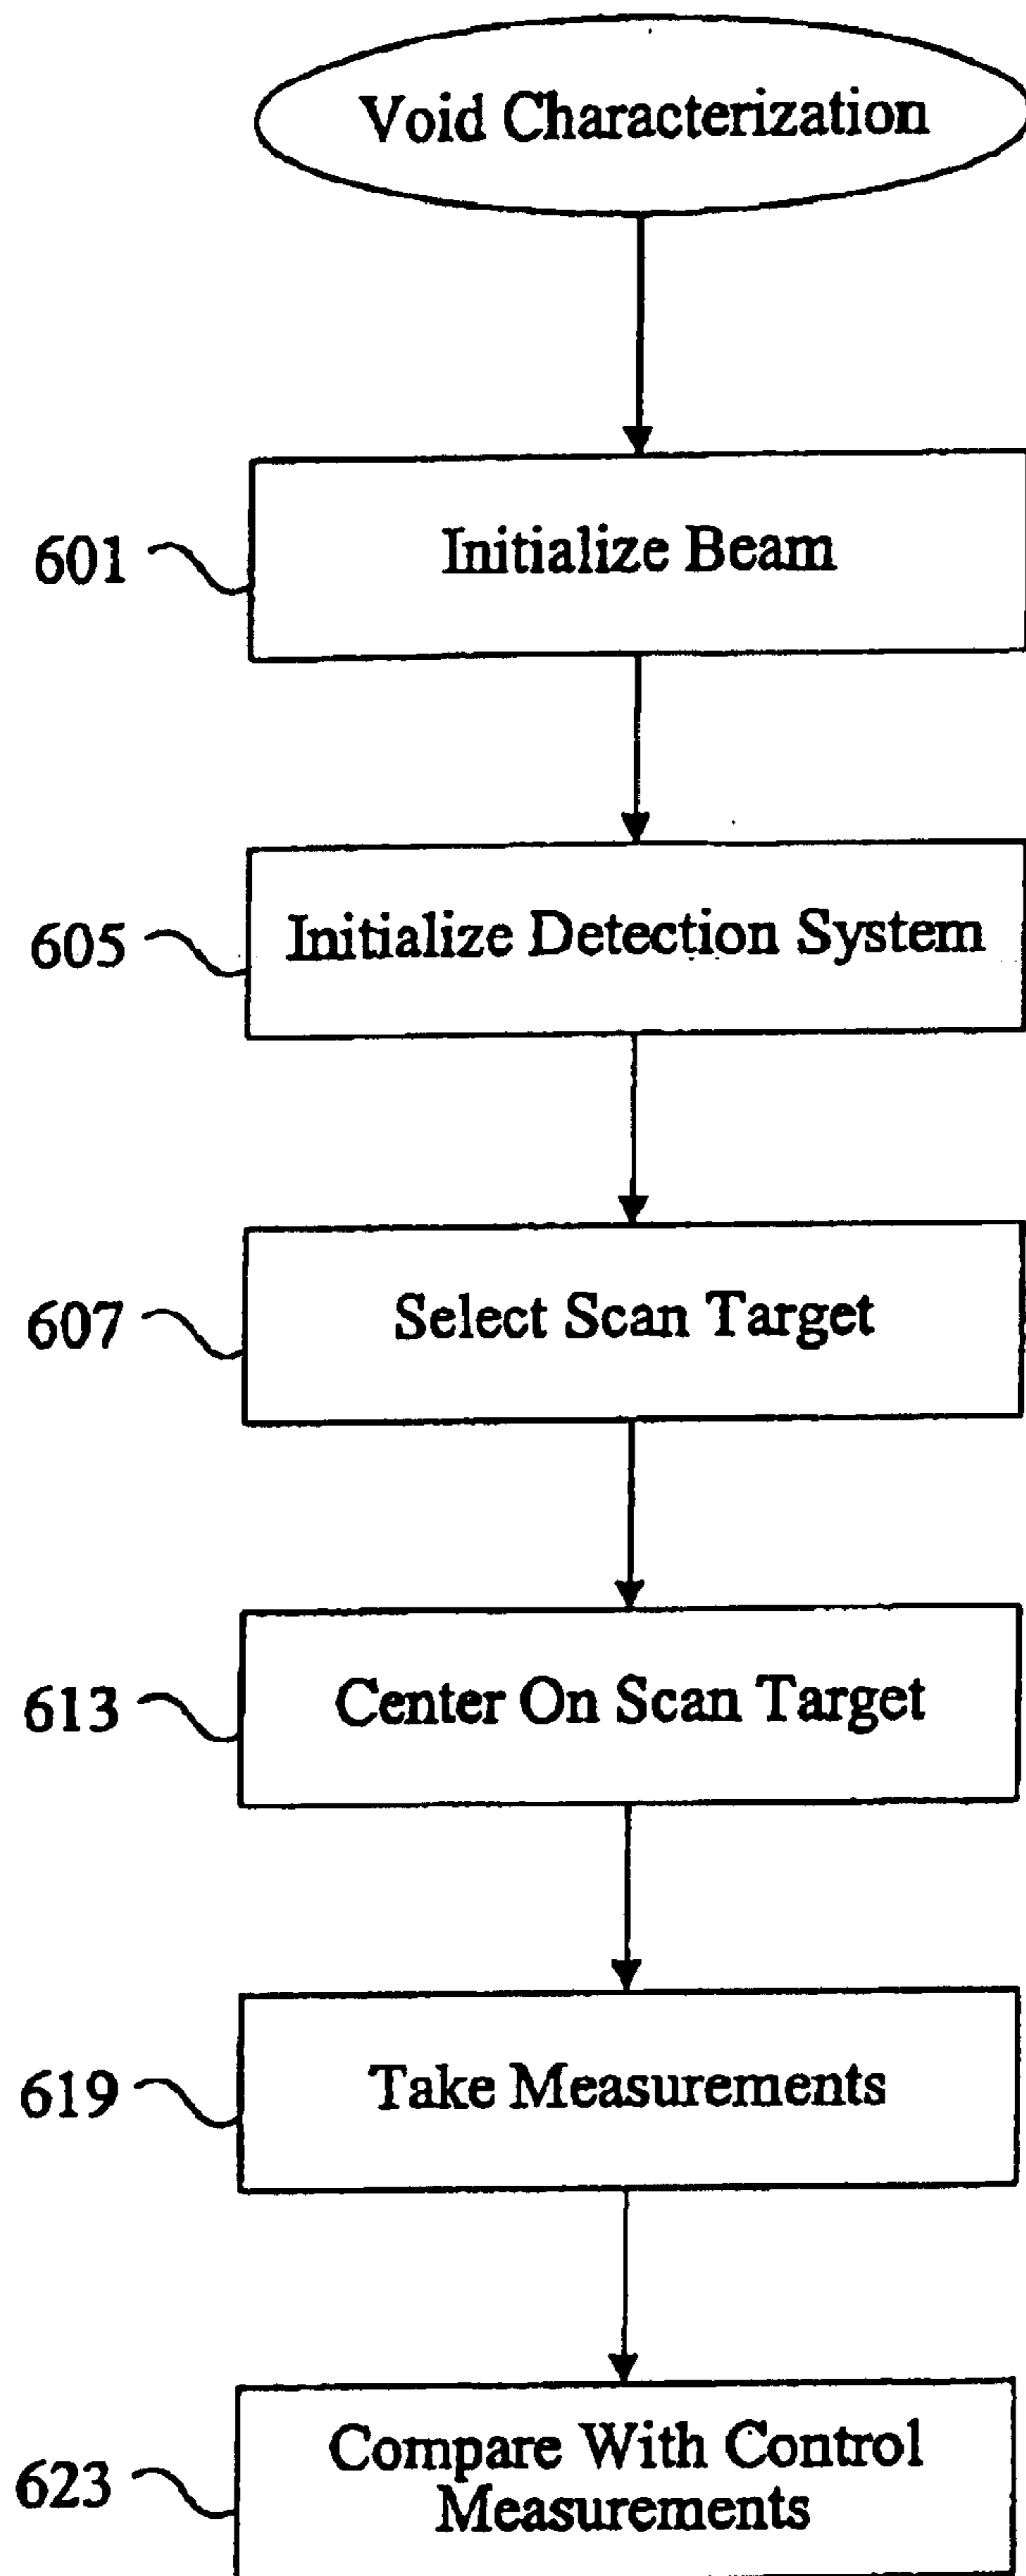 Void Characterization
601
Initialize Beam
605
Initialize Detection System
607
Select Scan Target
613
Center On Scan Target
619
Take Measurements
623
Compare With Control
Measurements